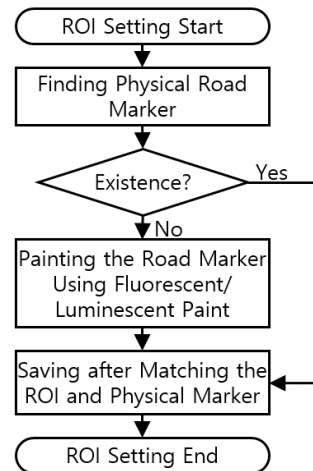 ROI Setting Start
Finding Physical Road
Marker
Existence?
Yes
No
Painting the Road Marker
Using Fluorescent/
Luminescent Paint
Saving after Matching the
ROI and Physical Marker
ROI Setting End